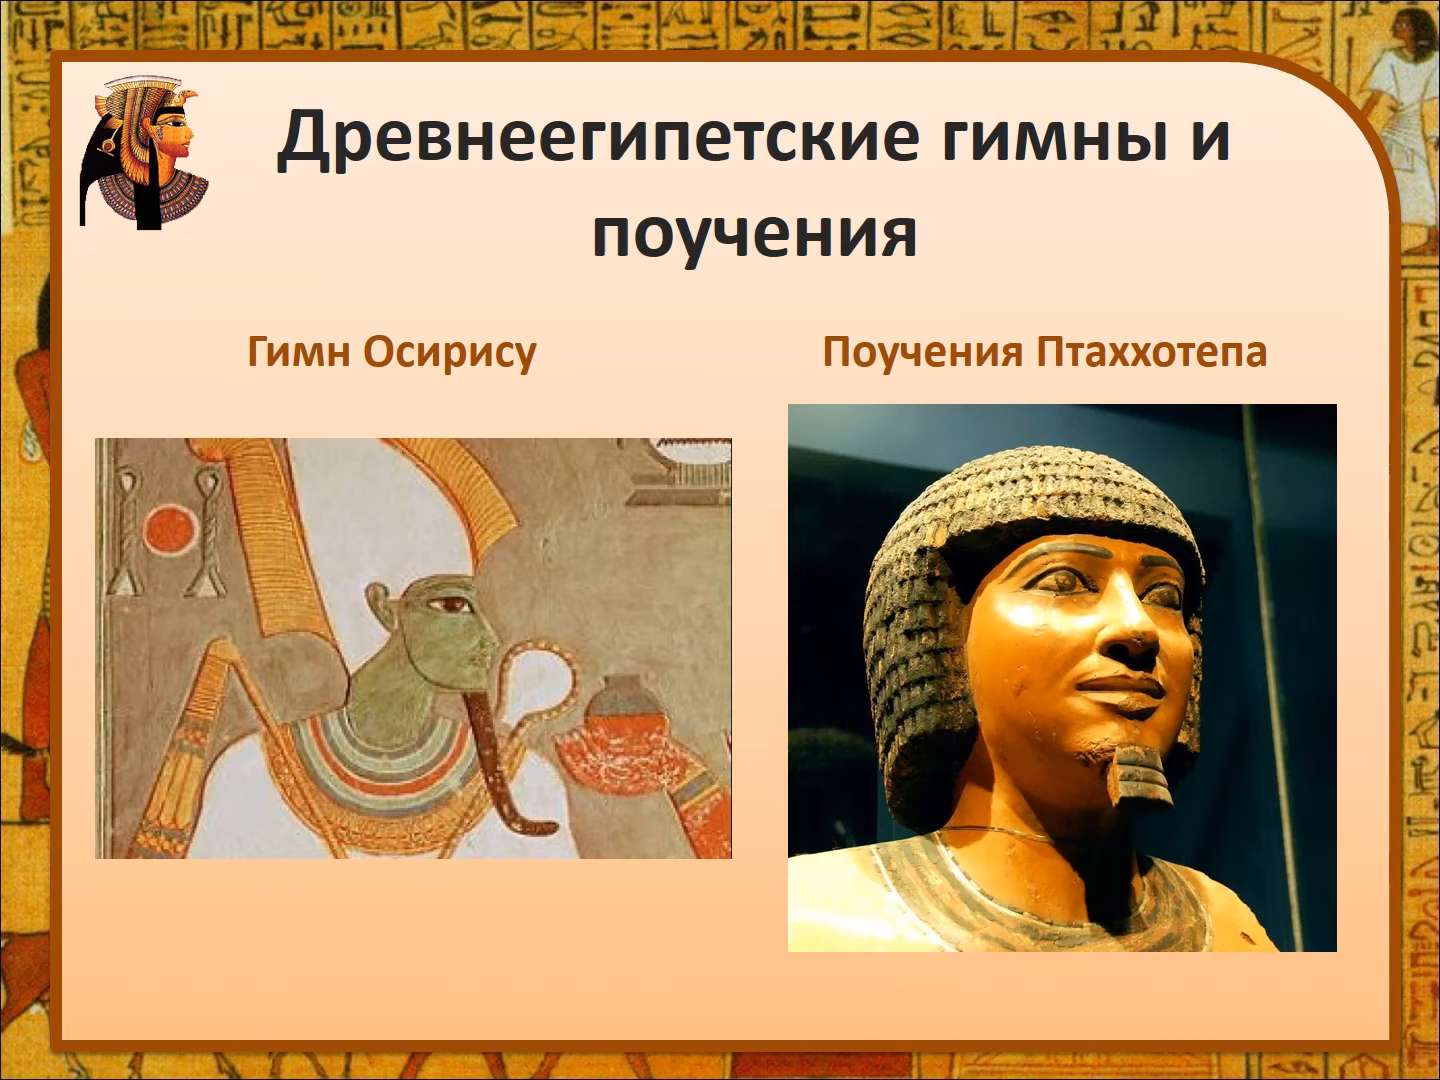 Древнеегипетские гимны и
поучения
Гимн Осирису
Поучения Птаххотепа